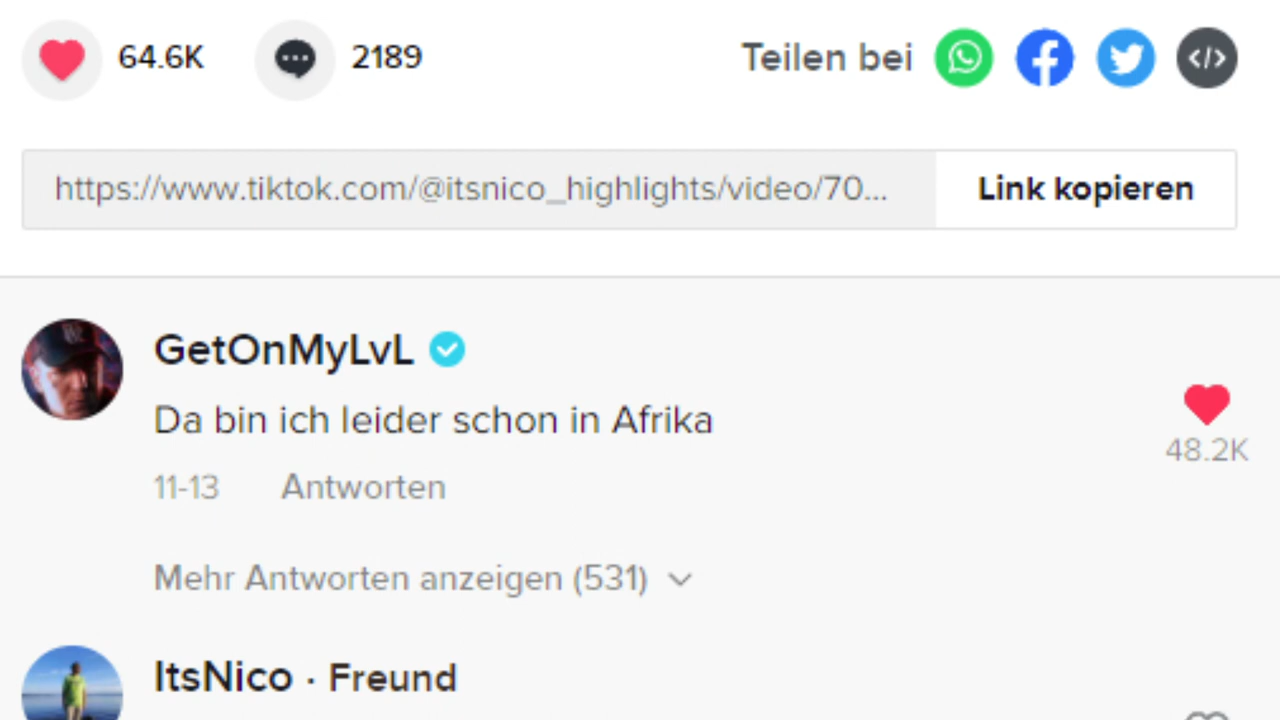 64.6K 2189 Teilen bei
https://www.tiktok.com/@itsnico_highlights/video/70... Link kopieren
GetOnMyLvL
Da bin ich leider schon in Afrika
48.2K
11-13 Antworten
Mehr Antworten anzeigen (531)
ItsNico · Freund